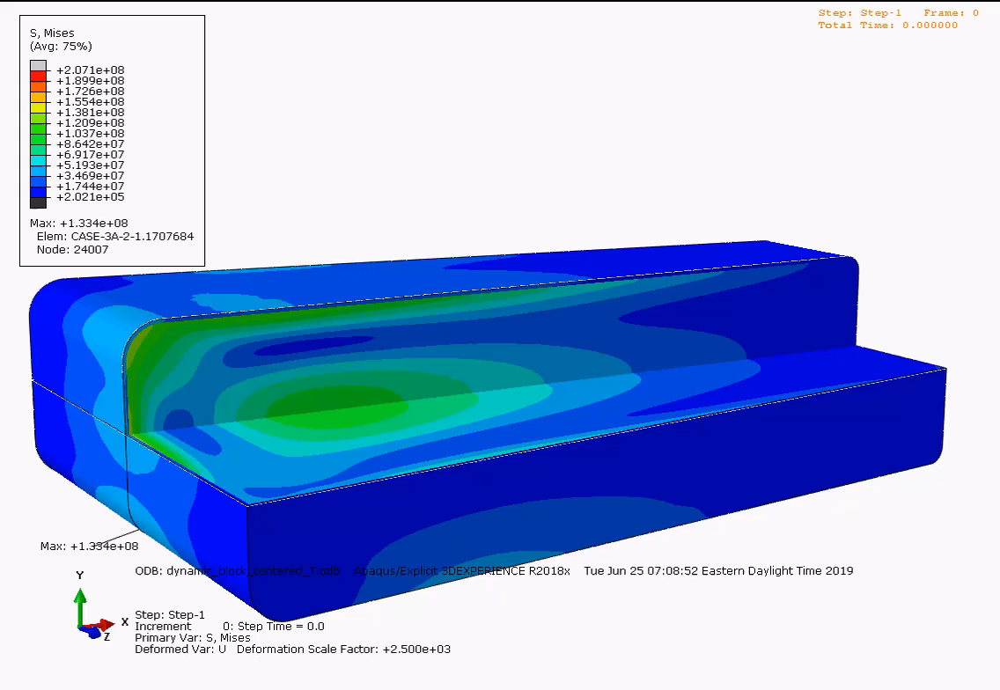 Step: Step-1 Frame: 0
Total Time: 0.000000
S, Mises
(Avg: 75%)
+2.071e+08
+1.899e+08
+1.726e+08
+1.554e+08
+1.381e+08
+1.209e+08
+1.037e+08
+8.642e+07
+6.917e+07
+5.193e+07
+3.469e+07
+1.744e+07
+2.021e+05
Max: +1.334e+08
Elem: CASE-3A-2-1.1707684
Node: 24007
Max: +1.334e+08
ODB: dynamic_block_centered_T.odb Abaqus/Explicit 3DEXPERIENCE R2018x Tue Jun 25 07:08:52 Eastern Daylight Time 2019
Y
X
Z
Step: Step-1
Increment 0: Step Time = 0.0
Primary Var: S, Mises
Deformed Var: U Deformation Scale Factor: +2.500e+03